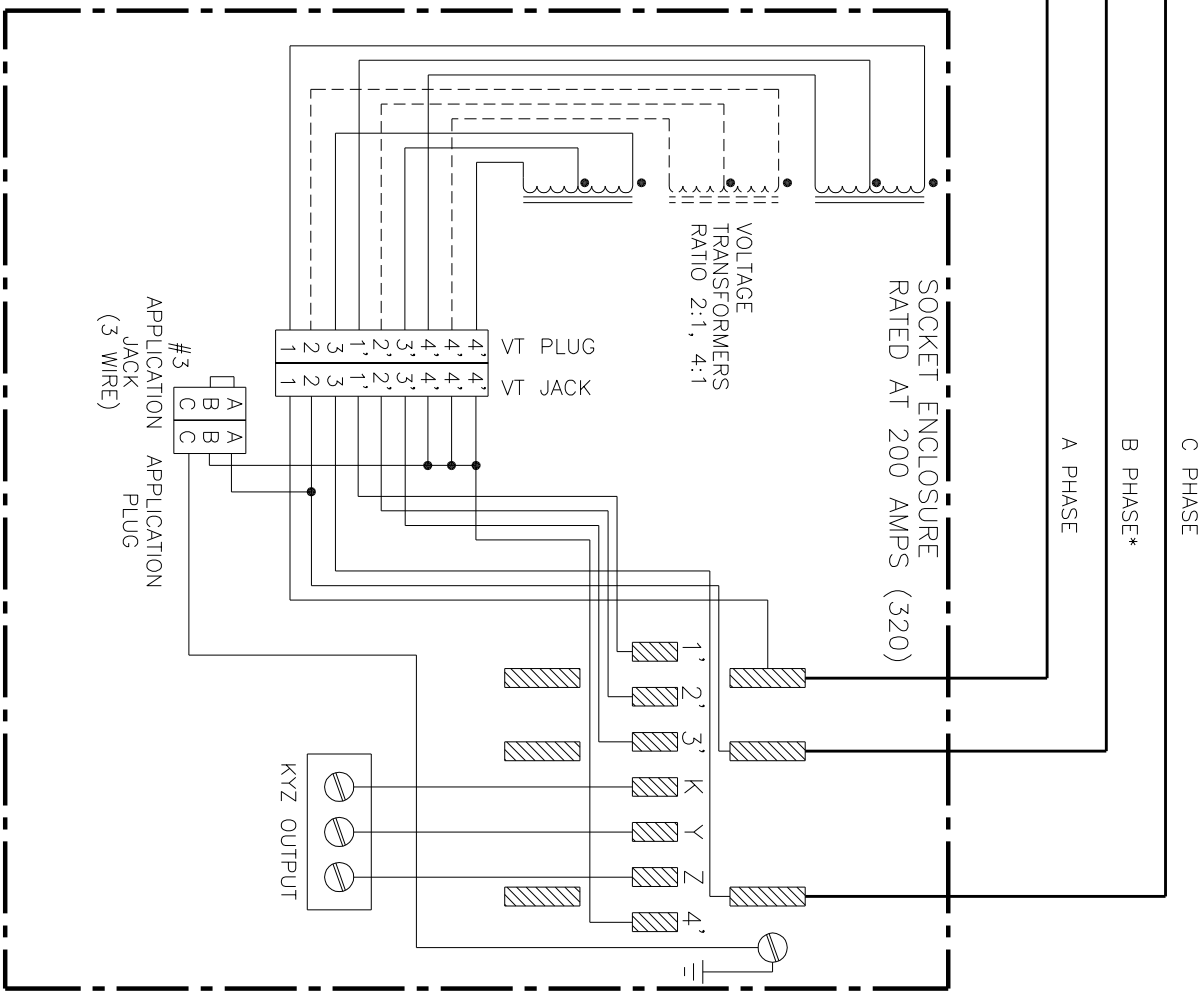 C PHASE
B PHASE*
A PHASE
SOCKET ENCLOSURE
RATED AT 200 AMPS (320)
VOLTAGE
TRANSFORMERS
RATIO 2:1, 4:1
VT PLUG
VT JACK
1 2 3 1' 2' 3' 4' 4' 4'
1 2 3 1' 2' 3' 4' 4' 4'
#3
APPLICATION
JACK
(3 WIRE)
A B C
A B C
APPLICATION
PLUG
1'
2'
3'
K
Y
Z
4'
KYZ OUTPUT